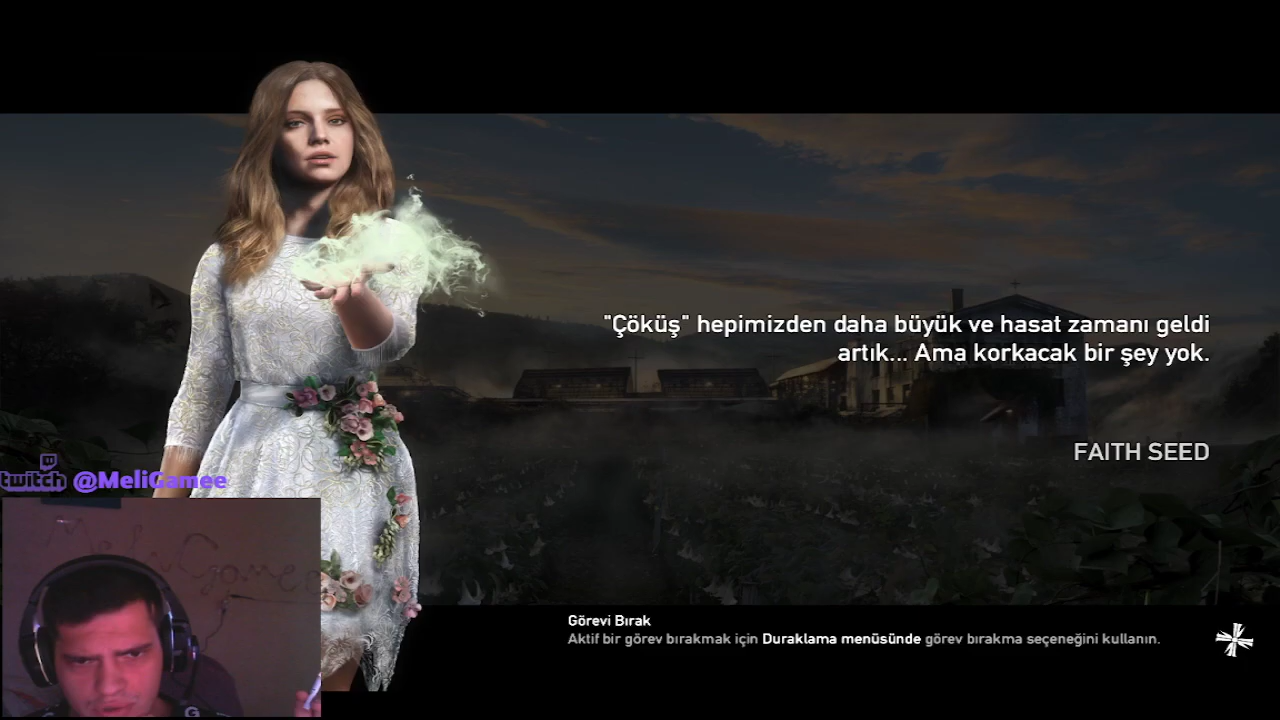 "Çöküş" hepimizden daha büyük ve hasat zamanı geldi
artık... Ama korkacak bir şey yok.
FAITH SEED
twitch @MeliGamee
Görevi Bırak
Aktif bir görev bırakmak için Duraklama menüsünde görev bırakma seçeneğini kullanın.